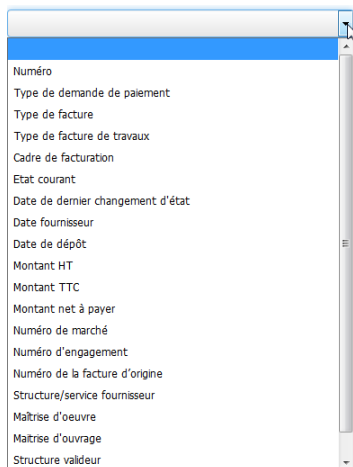 Numéro
Type de demande de paiement
Type de facture
Type de facture de travaux
Cadre de facturation
Etat courant
Date de dernier changement d'état
Date fournisseur
Date de dépôt
Montant HT
Montant TTC
Montant net à payer
Numéro de marché
Numéro d'engagement
Numéro de la facture d’origine
Structure/service fournisseur
Maîtrise d'oeuvre
Maitrise d'ouvrage
Structure valideur